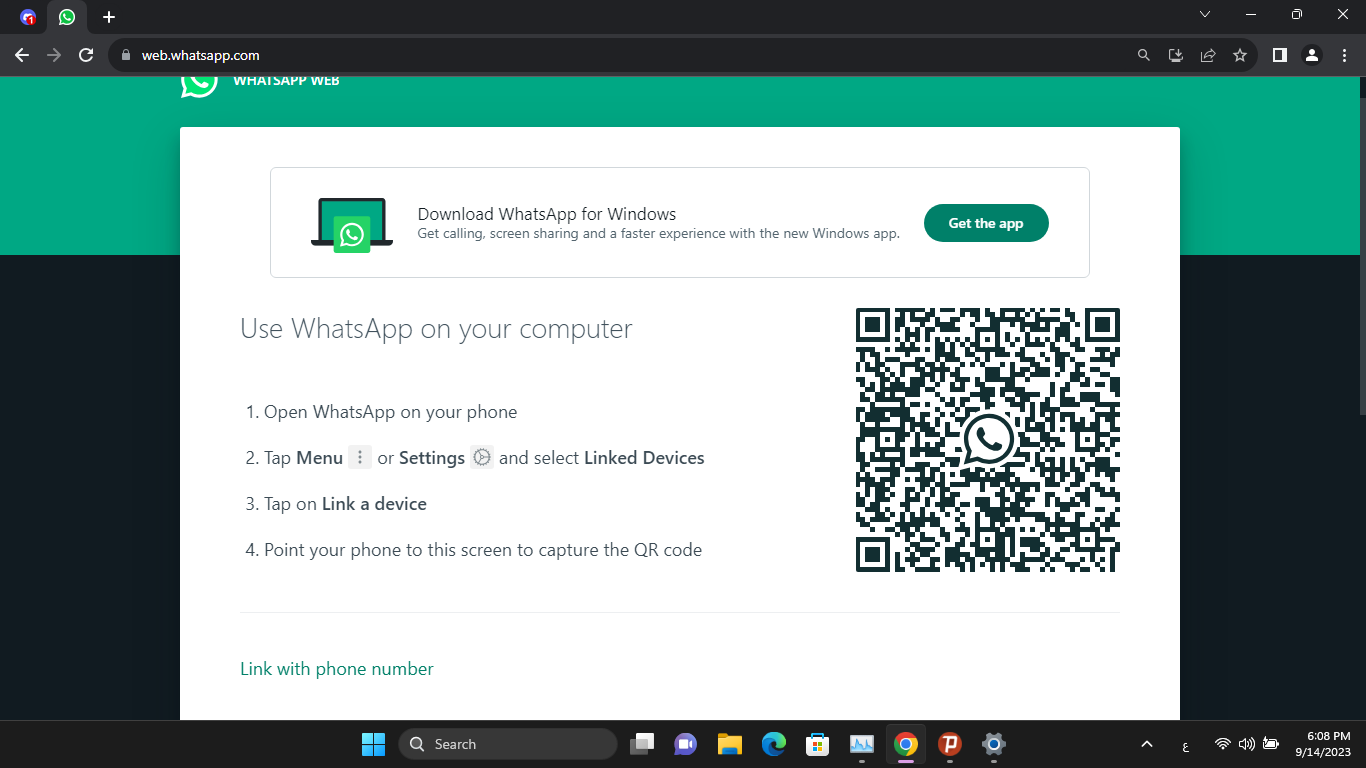 web.whatsapp.com
WHATSAPP WEB
Download WhatsApp for Windows
Get calling, screen sharing and a faster experience with the new Windows app.
Get the app
Use WhatsApp on your computer
1. Open WhatsApp on your phone
2. Tap Menu or Settings and select Linked Devices
3. Tap on Link a device
4. Point your phone to this screen to capture the QR code
Link with phone number
Search
ع
6:08 PM
9/14/2023